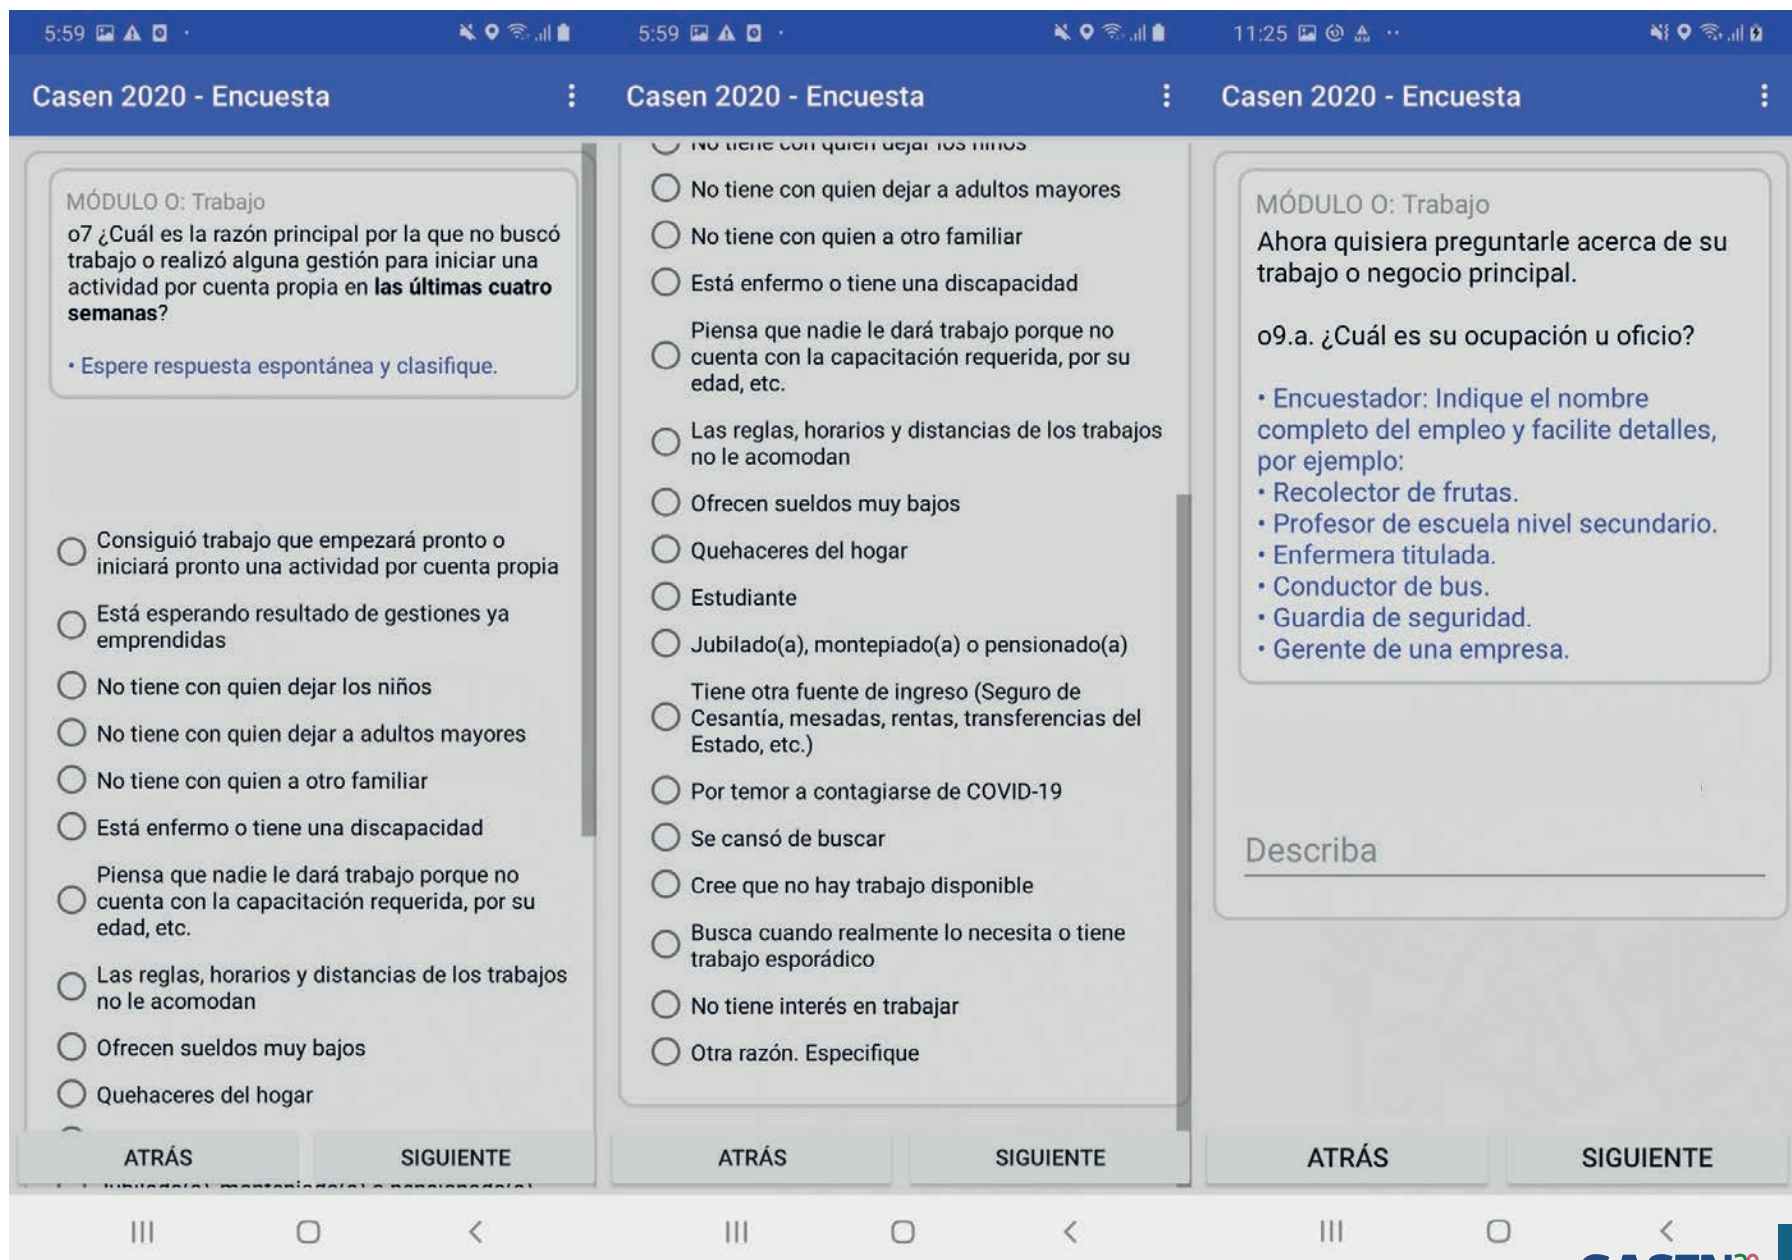 5:59
Casen 2020 - Encuesta
MÓDULO O: Trabajo
o7 ¿Cuál es la razón principal por la que no buscó
trabajo o realizó alguna gestión para iniciar una
actividad por cuenta propia en las últimas cuatro
semanas?
• Espere respuesta espontánea y clasifique.
Consiguió trabajo que empezará pronto o
iniciará pronto una actividad por cuenta propia
Está esperando resultado de gestiones ya
emprendidas
No tiene con quien dejar los niños
No tiene con quien dejar a adultos mayores
No tiene con quien a otro familiar
Está enfermo o tiene una discapacidad
Piensa que nadie le dará trabajo porque no
cuenta con la capacitación requerida, por su
edad, etc.
Las reglas, horarios y distancias de los trabajos
no le acomodan
Ofrecen sueldos muy bajos
Quehaceres del hogar
ATRÁS
SIGUIENTE
Jubilado(a), montepiado(a) o pensionado(a)
5:59
Casen 2020 - Encuesta
No tiene con quien dejar los niños
No tiene con quien dejar a adultos mayores
No tiene con quien a otro familiar
Está enfermo o tiene una discapacidad
Piensa que nadie le dará trabajo porque no
cuenta con la capacitación requerida, por su
edad, etc.
Las reglas, horarios y distancias de los trabajos
no le acomodan
Ofrecen sueldos muy bajos
Quehaceres del hogar
Estudiante
Jubilado(a), montepiado(a) o pensionado(a)
Tiene otra fuente de ingreso (Seguro de
Cesantía, mesadas, rentas, transferencias del
Estado, etc.)
Por temor a contagiarse de COVID-19
Se cansó de buscar
Cree que no hay trabajo disponible
Busca cuando realmente lo necesita o tiene
trabajo esporádico
No tiene interés en trabajar
Otra razón. Especifique
ATRÁS
SIGUIENTE
11:25
Casen 2020 - Encuesta
MÓDULO O: Trabajo
Ahora quisiera preguntarle acerca de su
trabajo o negocio principal.
o9.a. ¿Cuál es su ocupación u oficio?
• Encuestador: Indique el nombre
completo del empleo y facilite detalles,
por ejemplo:
• Recolector de frutas.
• Profesor de escuela nivel secundario.
• Enfermera titulada.
• Conductor de bus.
• Guardia de seguridad.
• Gerente de una empresa.
Describa
ATRÁS
SIGUIENTE